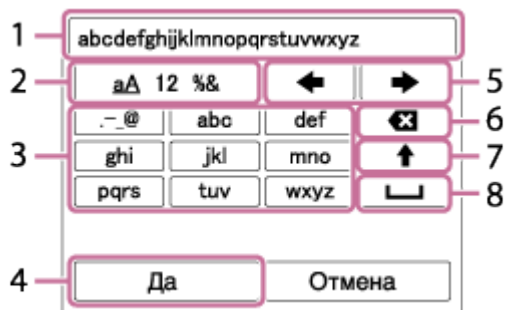 1 abcdefghijklmnopqrstuvwxyz
2 aA 12 %& 5
.-_@ abc def 6
3 ghi jkl mno 7
pqrs tuv wxyz 8
4 Да Отмена